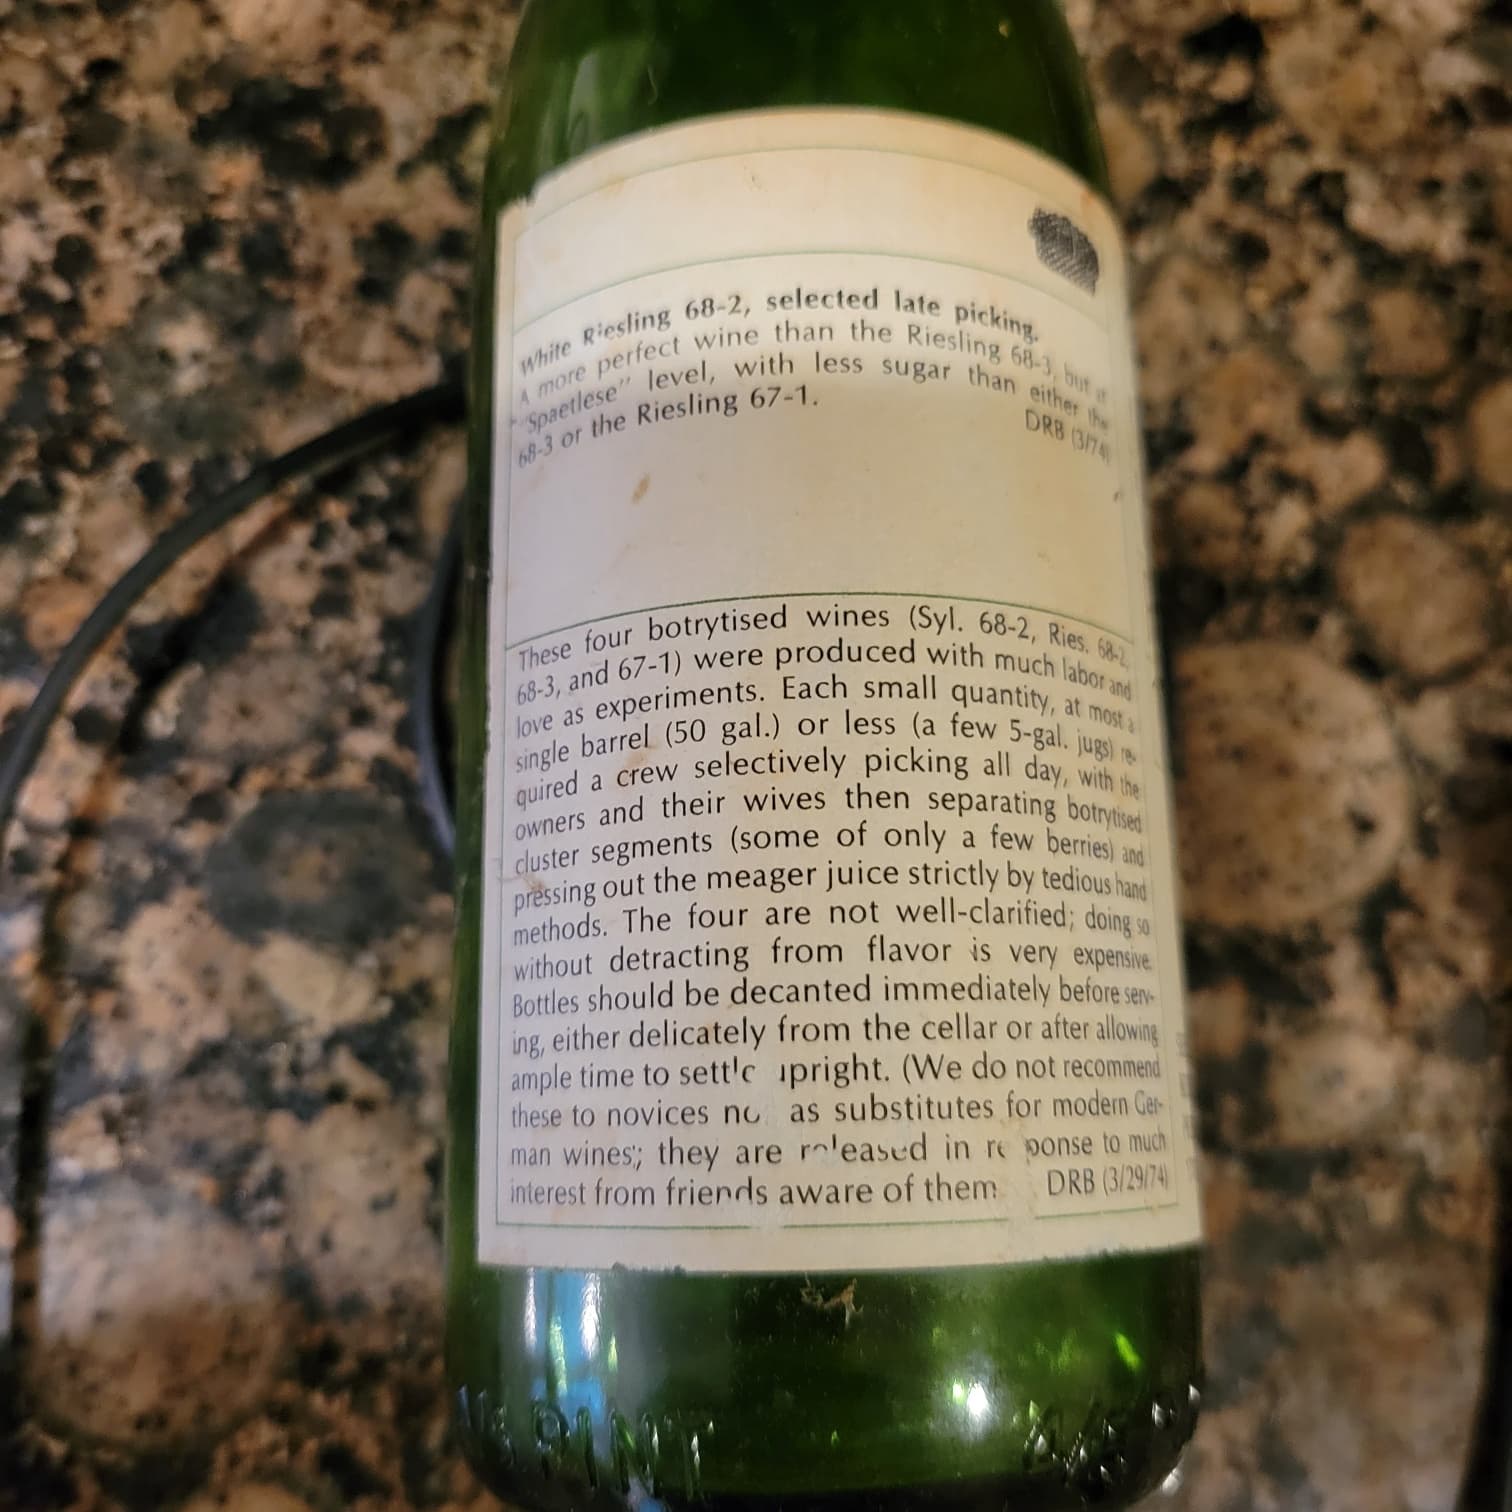 White Riesling 68-2, selected late picking.
A more perfect wine than the Riesling 68-3, but at
"Spaetlese" level, with less sugar than either the
68-3 or the Riesling 67-1.
DRB (3/74)
These four botrytised wines (Syl. 68-2, Ries. 68-2,
68-3, and 67-1) were produced with much labor and
love as experiments. Each small quantity, at most a
single barrel (50 gal.) or less (a few 5-gal. jugs) re-
quired a crew selectively picking all day, with the
owners and their wives then separating botrytised
cluster segments (some of only a few berries) and
pressing out the meager juice strictly by tedious hand
methods. The four are not well-clarified; doing so
without detracting from flavor is very expensive.
Bottles should be decanted immediately before serv-
ing, either delicately from the cellar or after allowing
ample time to settle upright. (We do not recommend
these to novices as substitutes for modern Ger-
man wines; they are released in response to much
interest from friends aware of them
DRB (3/29/74)
PINT